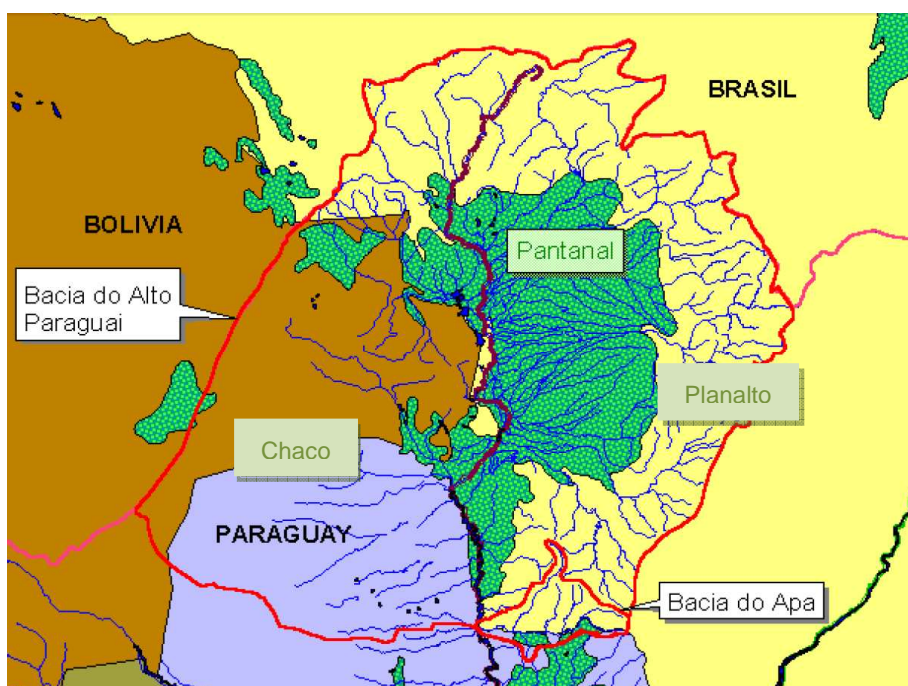 BRASIL
BOLIVIA
Pantanal
Bacia do Alto
Paraguai
Planalto
Chaco
PARAGUAY
Bacia do Apa